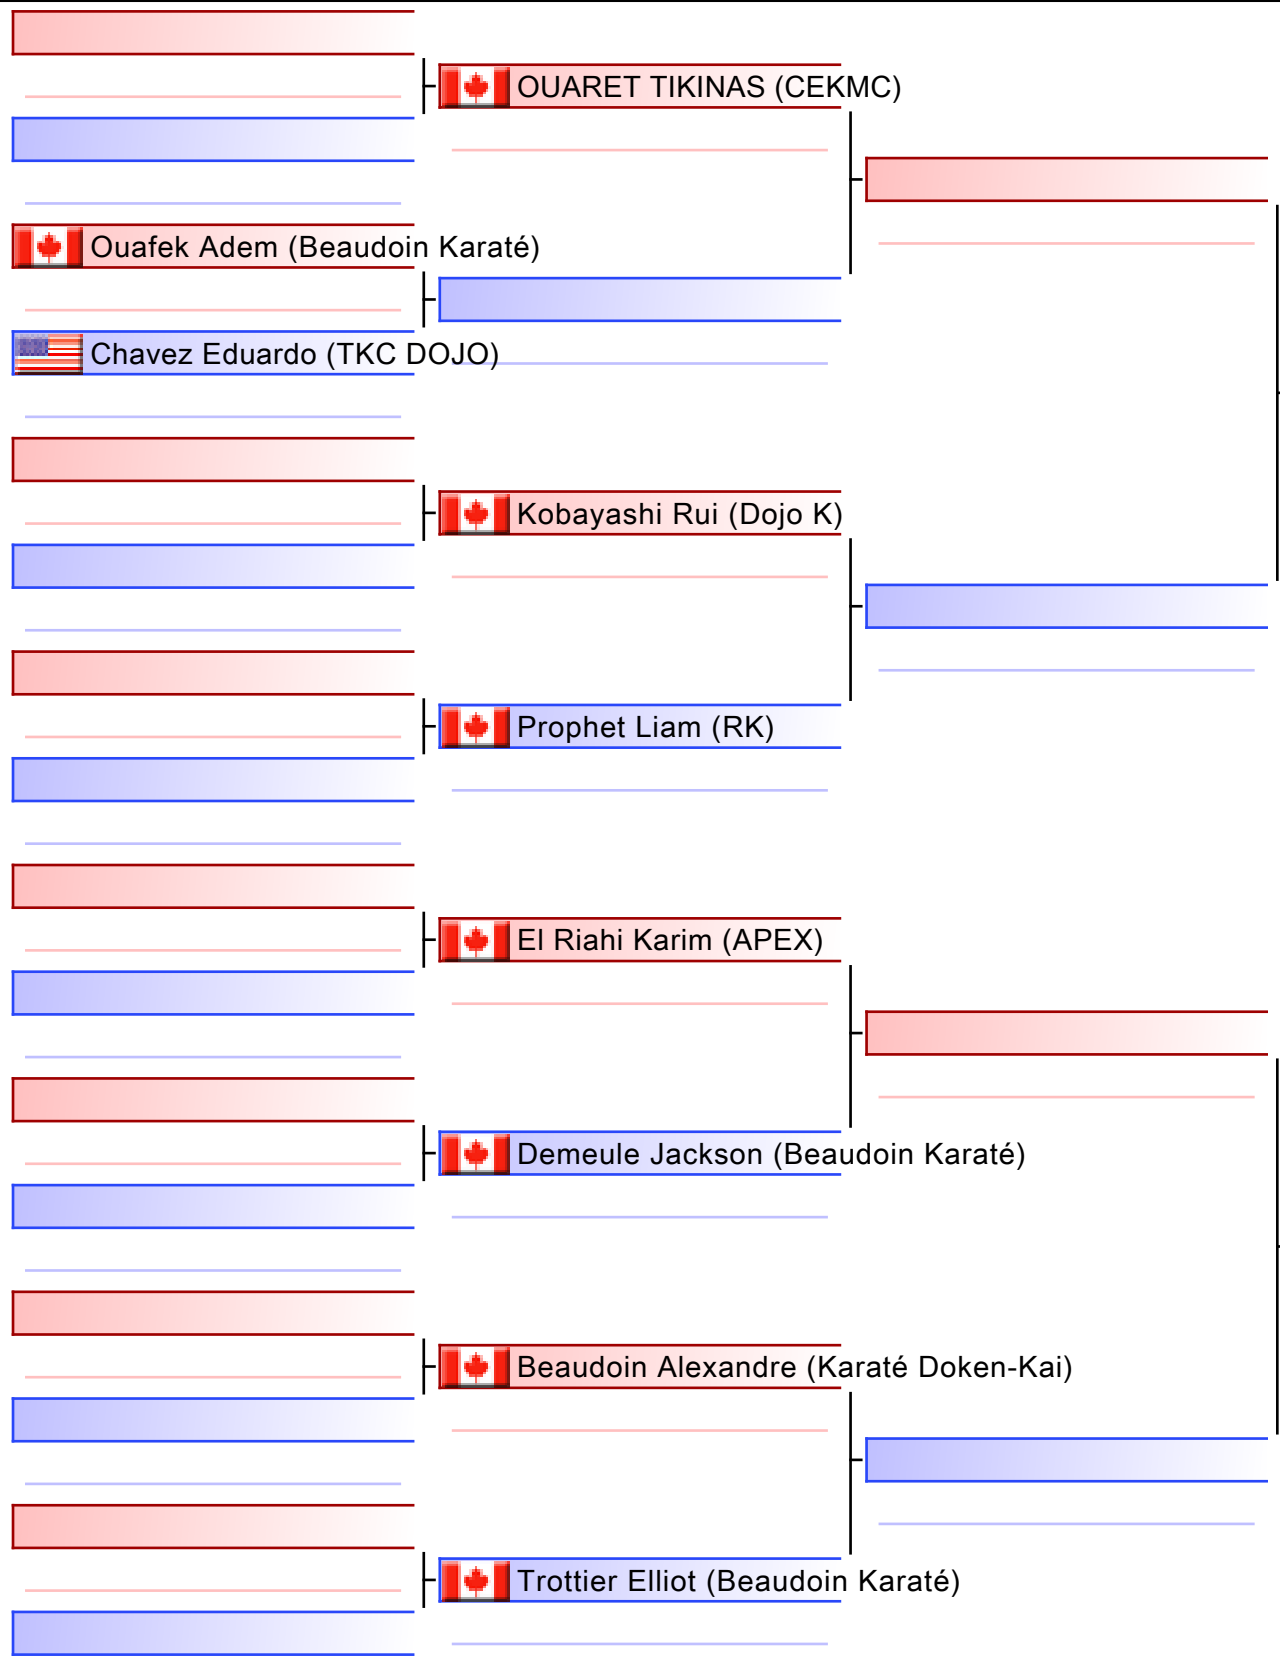 OUARET TIKINAS (CEKMC)
Ouafek Adem (Beaudoin Karaté)
Chavez Eduardo (TKC DOJO)
Kobayashi Rui (Dojo K)
Prophet Liam (RK)
El Riahi Karim (APEX)
Demeule Jackson (Beaudoin Karaté)
Beaudoin Alexandre (Karaté Doken-Kai)
Trottier Elliot (Beaudoin Karaté)